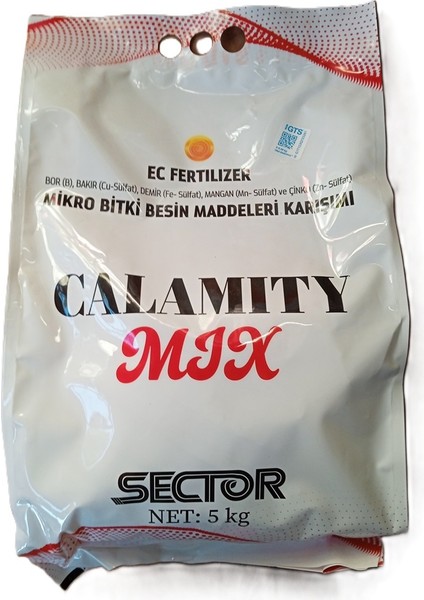 GTS
EC FERTILIZER
BOR (B), BAKIR (Cu-Sülfat), DEMİR (Fe- Sülfat), MANGAN (Mn- Sülfat) ve ÇİNKO (Zn- Sülfat)
MİKRO BİTKİ BESİN MADDELERİ KARIŞIMI
CALAMITY
MIX
SECTOR
NET: 5 kg